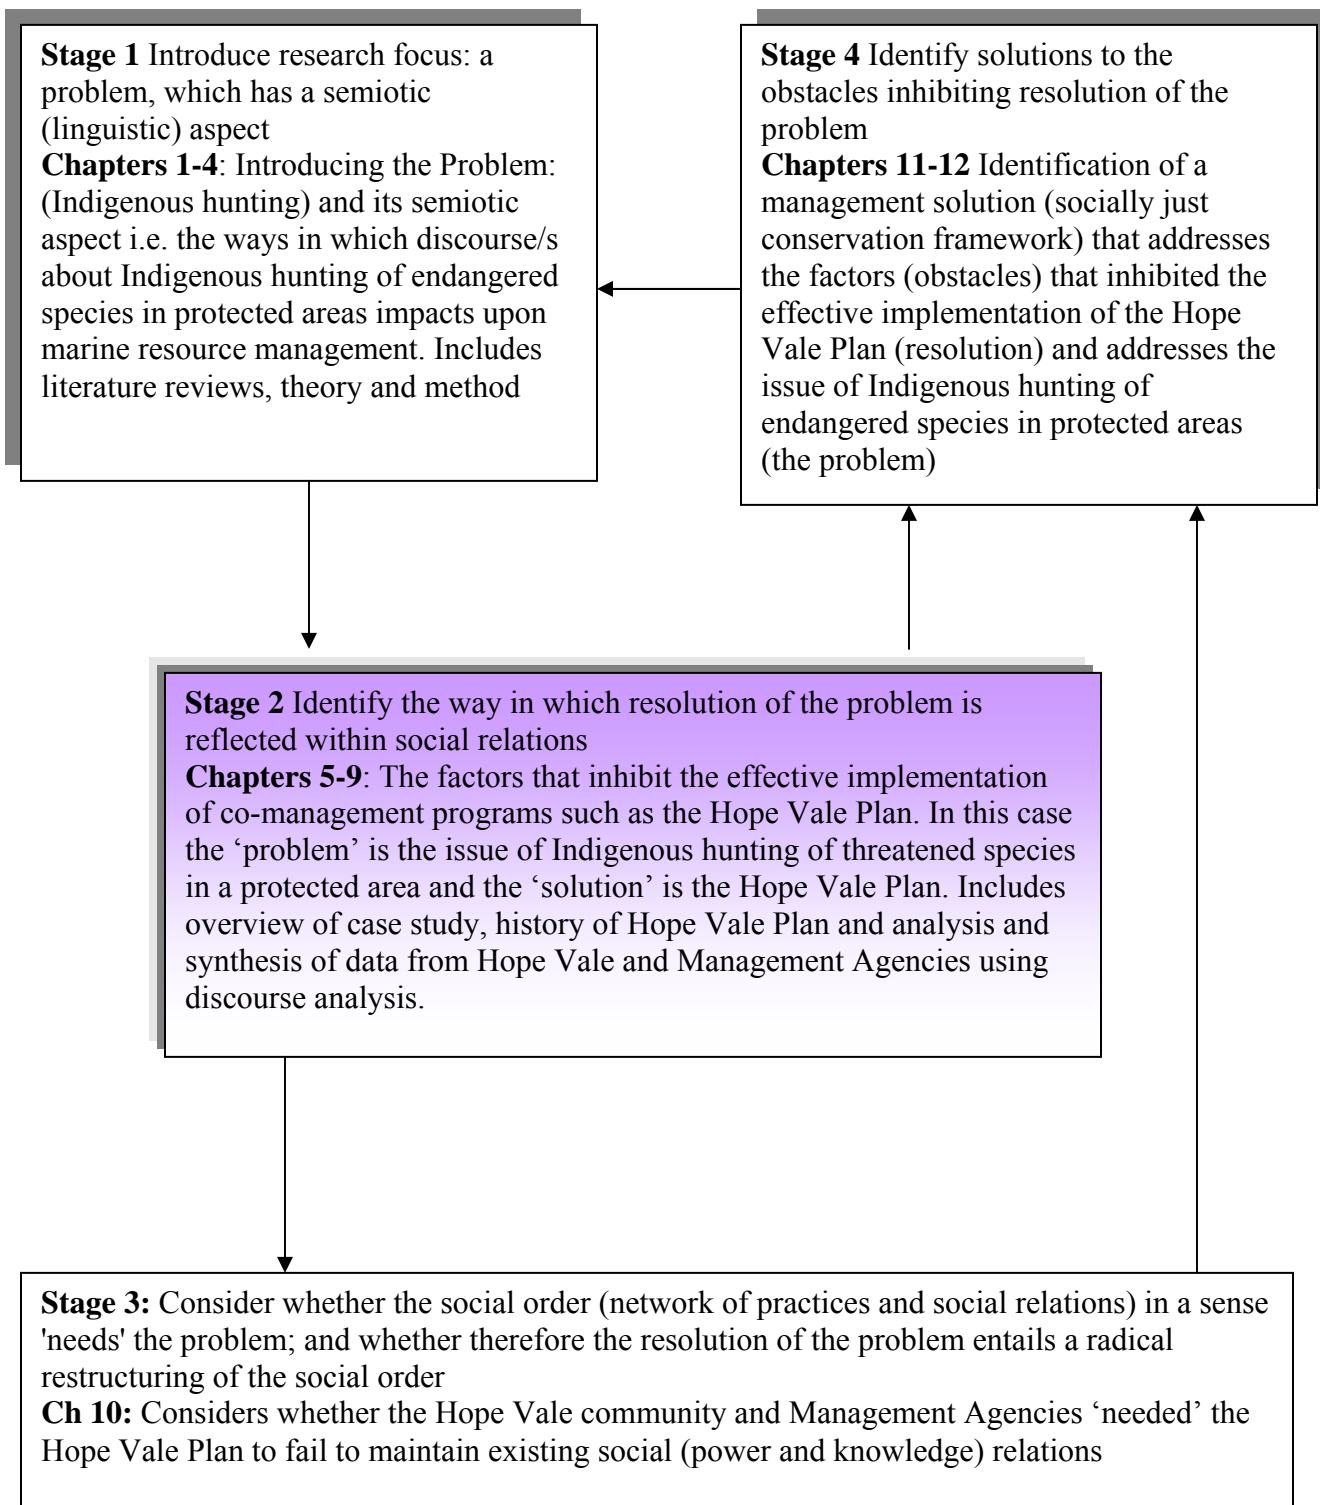 Stage 1 Introduce research focus: a
problem, which has a semiotic
(linguistic) aspect
Chapters 1-4: Introducing the Problem:
(Indigenous hunting) and its semiotic
aspect i.e. the ways in which discourse/s
about Indigenous hunting of endangered
species in protected areas impacts upon
marine resource management. Includes
literature reviews, theory and method
Stage 4 Identify solutions to the
obstacles inhibiting resolution of the
problem
Chapters 11-12 Identification of a
management solution (socially just
conservation framework) that addresses
the factors (obstacles) that inhibited the
effective implementation of the Hope
Vale Plan (resolution) and addresses the
issue of Indigenous hunting of
endangered species in protected areas
(the problem)
Stage 2 Identify the way in which resolution of the problem is
reflected within social relations
Chapters 5-9: The factors that inhibit the effective implementation
of co-management programs such as the Hope Vale Plan. In this case
the ‘problem’ is the issue of Indigenous hunting of threatened species
in a protected area and the ‘solution’ is the Hope Vale Plan. Includes
overview of case study, history of Hope Vale Plan and analysis and
synthesis of data from Hope Vale and Management Agencies using
discourse analysis.
Stage 3: Consider whether the social order (network of practices and social relations) in a sense
'needs' the problem; and whether therefore the resolution of the problem entails a radical
restructuring of the social order
Ch 10: Considers whether the Hope Vale community and Management Agencies ‘needed’ the
Hope Vale Plan to fail to maintain existing social (power and knowledge) relations